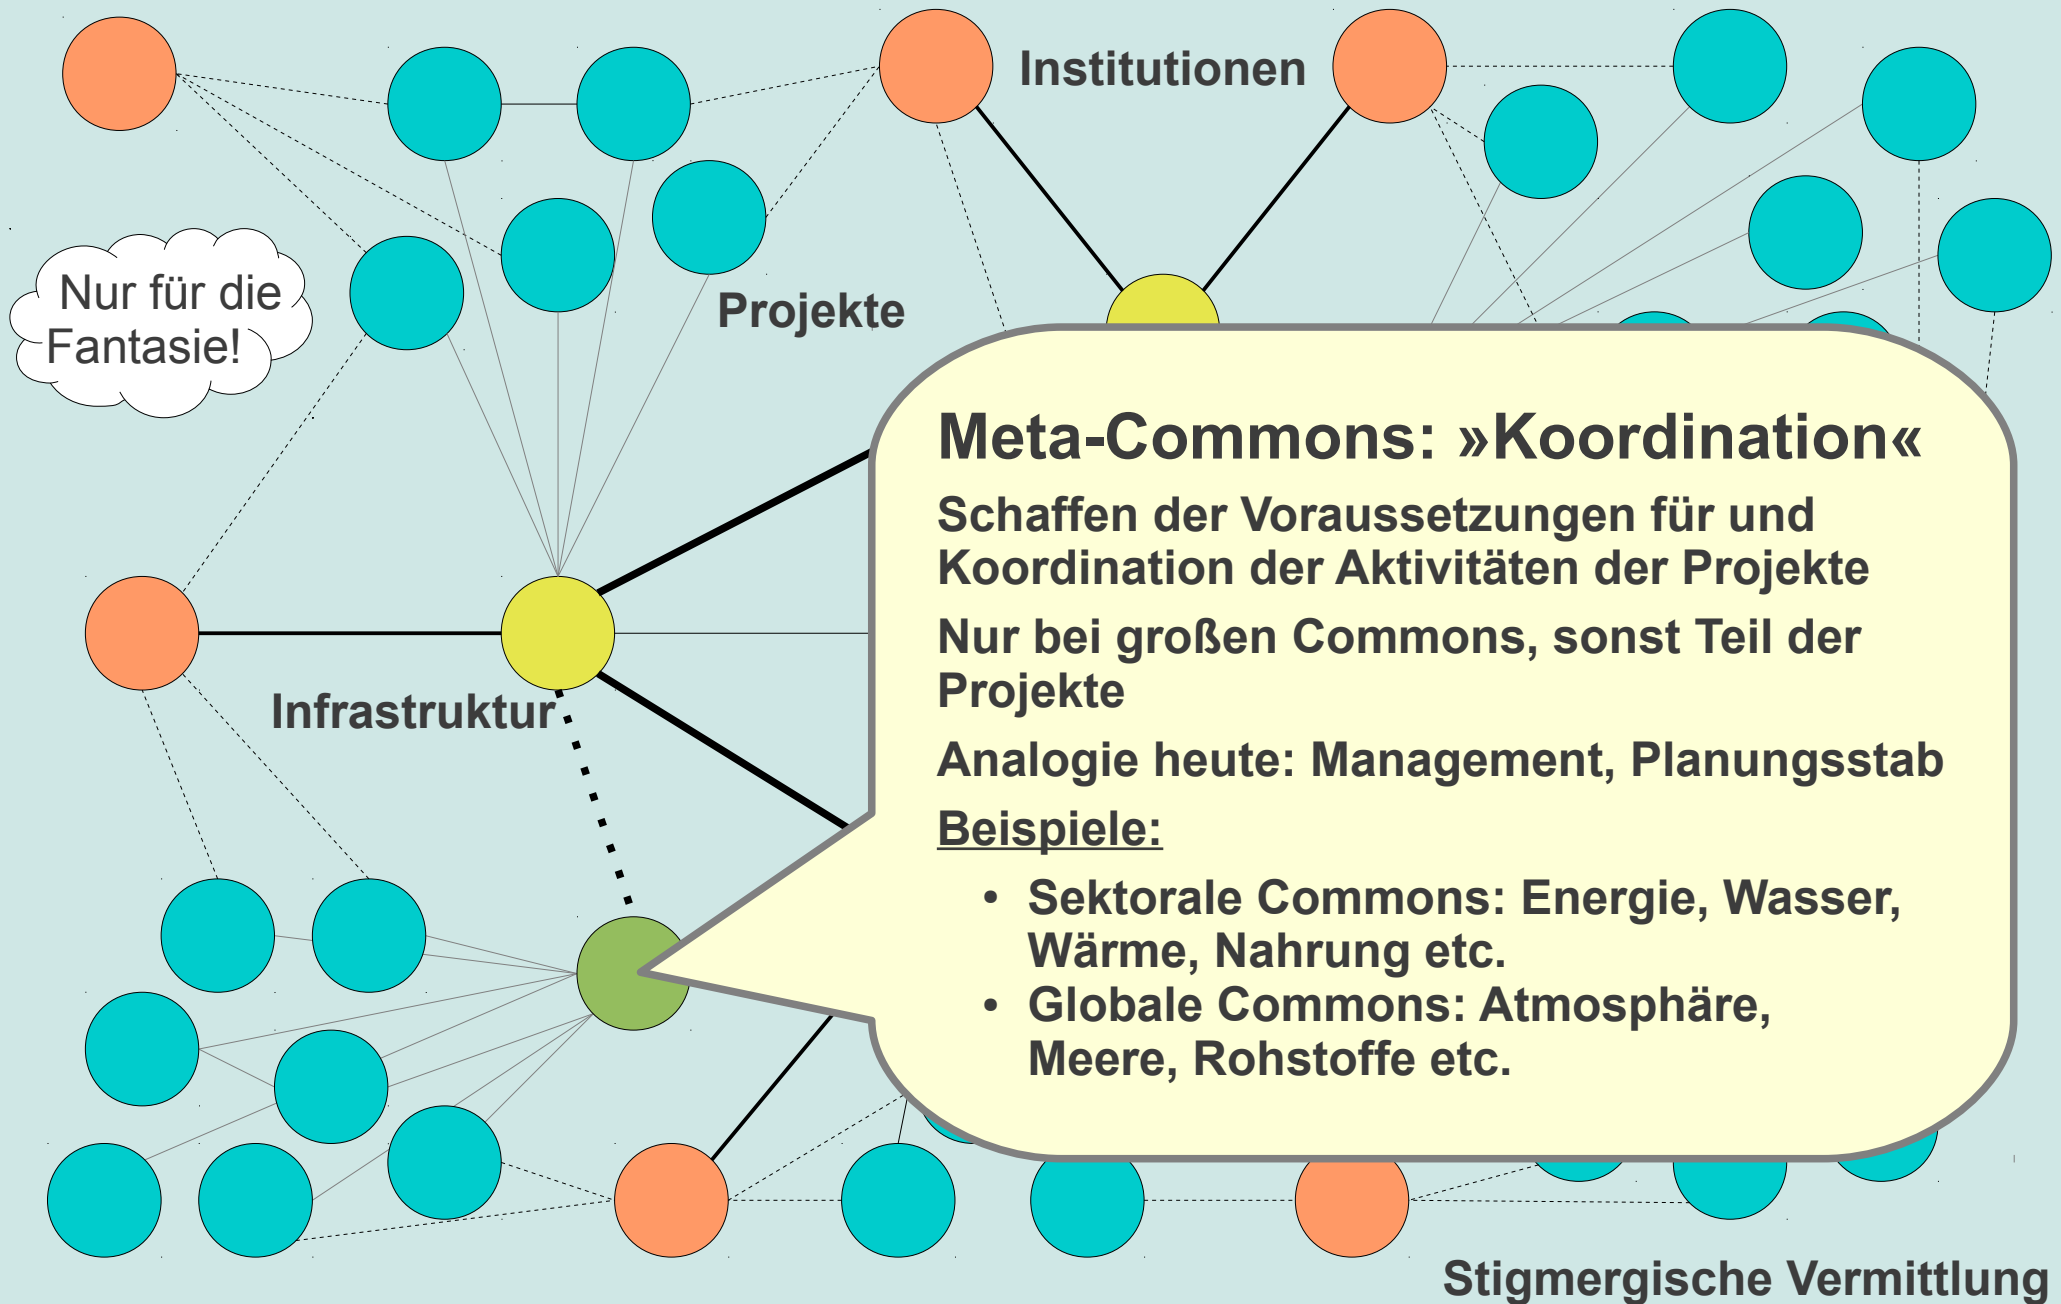 Institutionen
Nur für die
Fantasie!
Projekte
Meta-Commons: »Koordination«
Schaffen der Voraussetzungen für und
Koordination der Aktivitäten der Projekte
Nur bei großen Commons, sonst Teil der
Projekte
Analogie heute: Management, Planungsstab
Beispiele:
• Sektorale Commons: Energie, Wasser,
Wärme, Nahrung etc.
• Globale Commons: Atmosphäre,
Meere, Rohstoffe etc.
Infrastruktur
Stigmergische Vermittlung